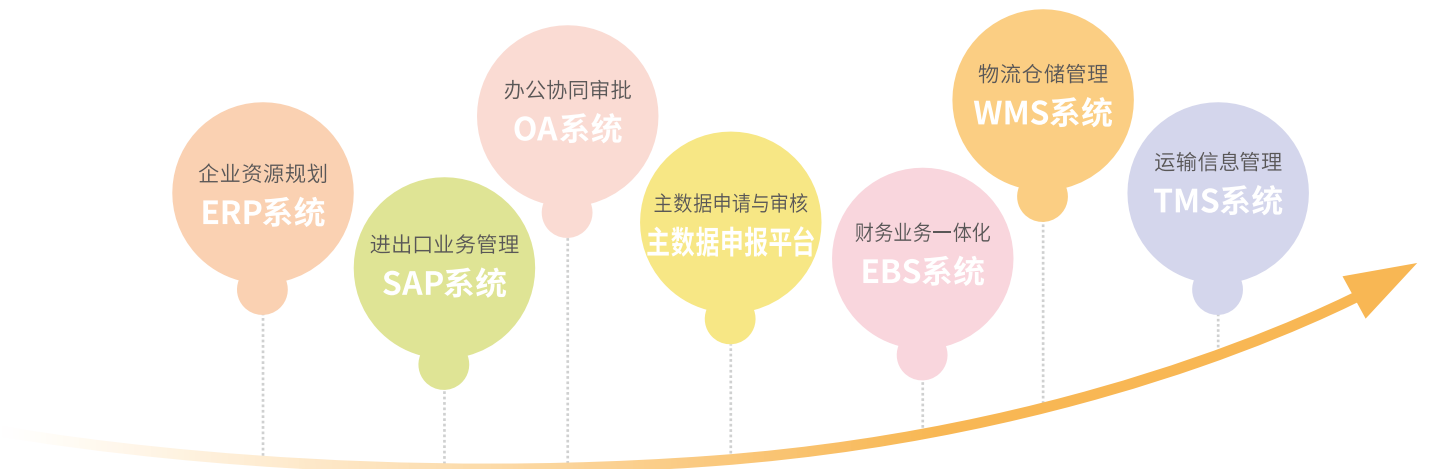 企业资源规划
ERP系统
进出口业务管理
SAP系统
办公协同审批
OA系统
主数据申请与审核
主数据申报平台
财务业务一体化
EBS系统
物流仓储管理
WMS系统
运输信息管理
TMS系统